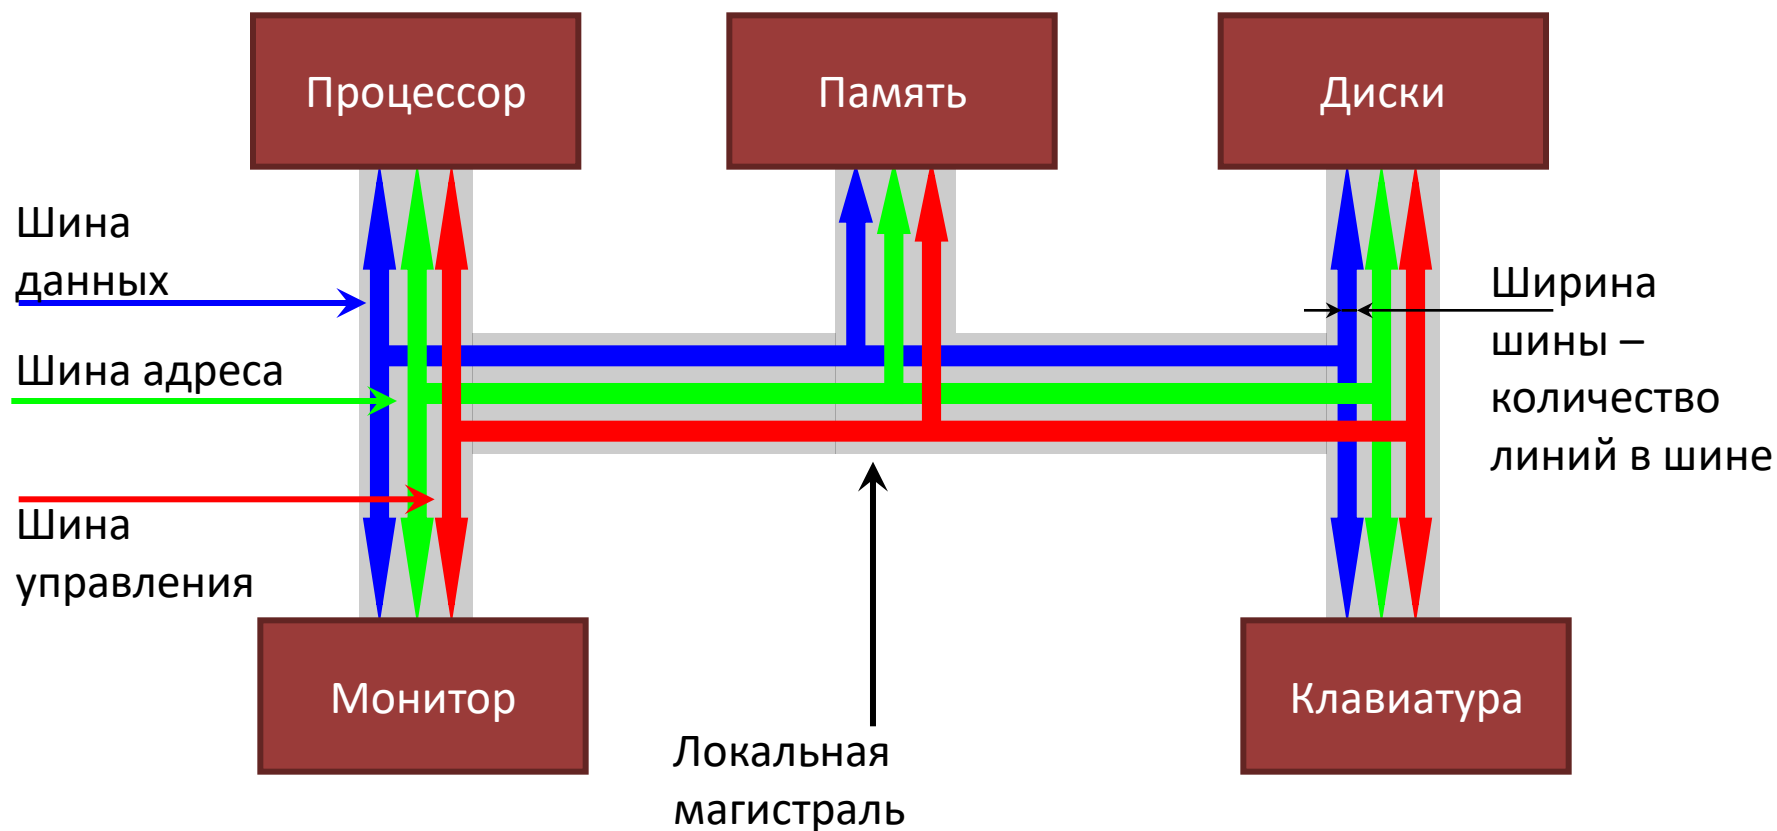 Процессор
Память
Диски
Шина
данных
Шина адреса
Шина
управления
Ширина
шины –
количество
линий в шине
Монитор
Клавиатура
Локальная
магистраль